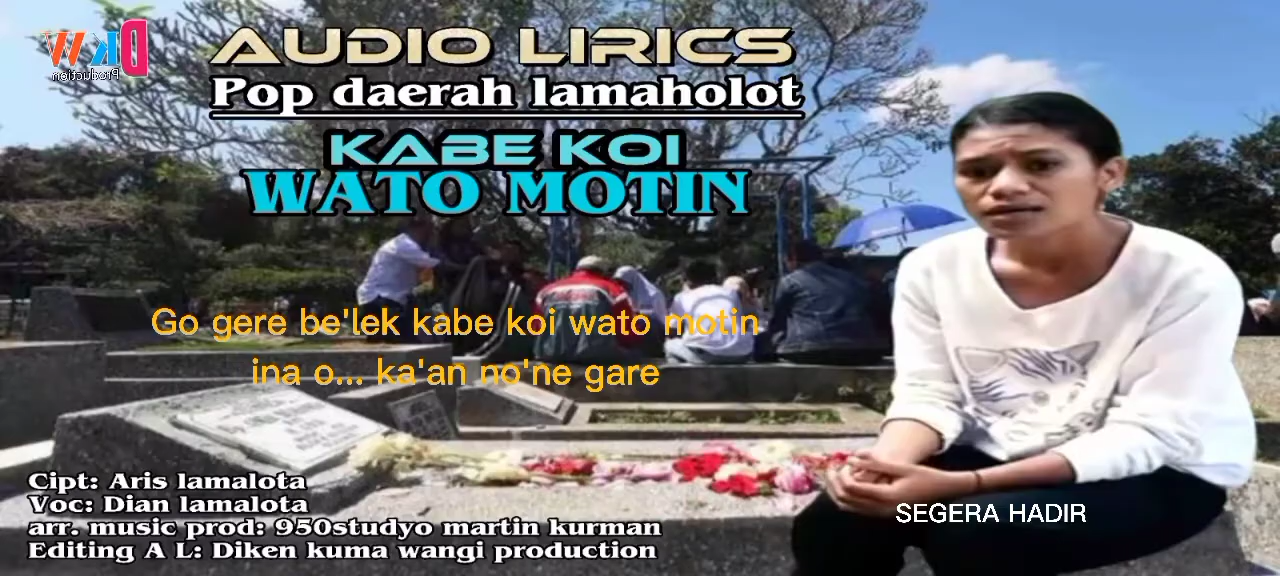 DKW
Production
AUDIO LIRICS
Pop daerah lamaholot
KABE KOI
WATO MOTIN
Go gere be'lek kabe koi wato motin
ina o... ka'an no'ne gare
Cipt: Aris lamalota
Voc: Dian lamalota
arr. music prod: 950studyo martin kurman
Editing A L: Diken kuma wangi production
SEGERA HADIR